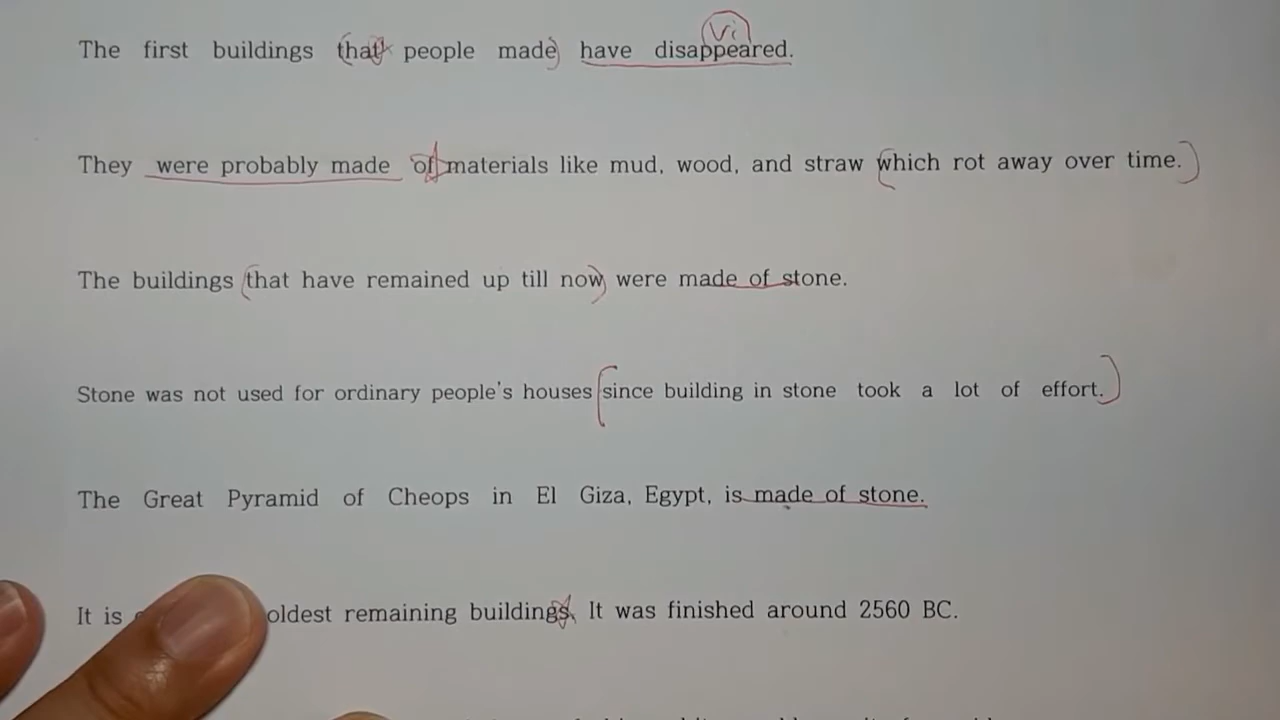 Vi
The first buildings that people made have disappeared.
They were probably made of materials like mud, wood, and straw which rot away over time.
The buildings that have remained up till now were made of stone.
Stone was not used for ordinary people's houses since building in stone took a lot of effort.
The Great Pyramid of Cheops in El Giza, Egypt, is made of stone.
It is oldest remaining buildings. It was finished around 2560 BC.